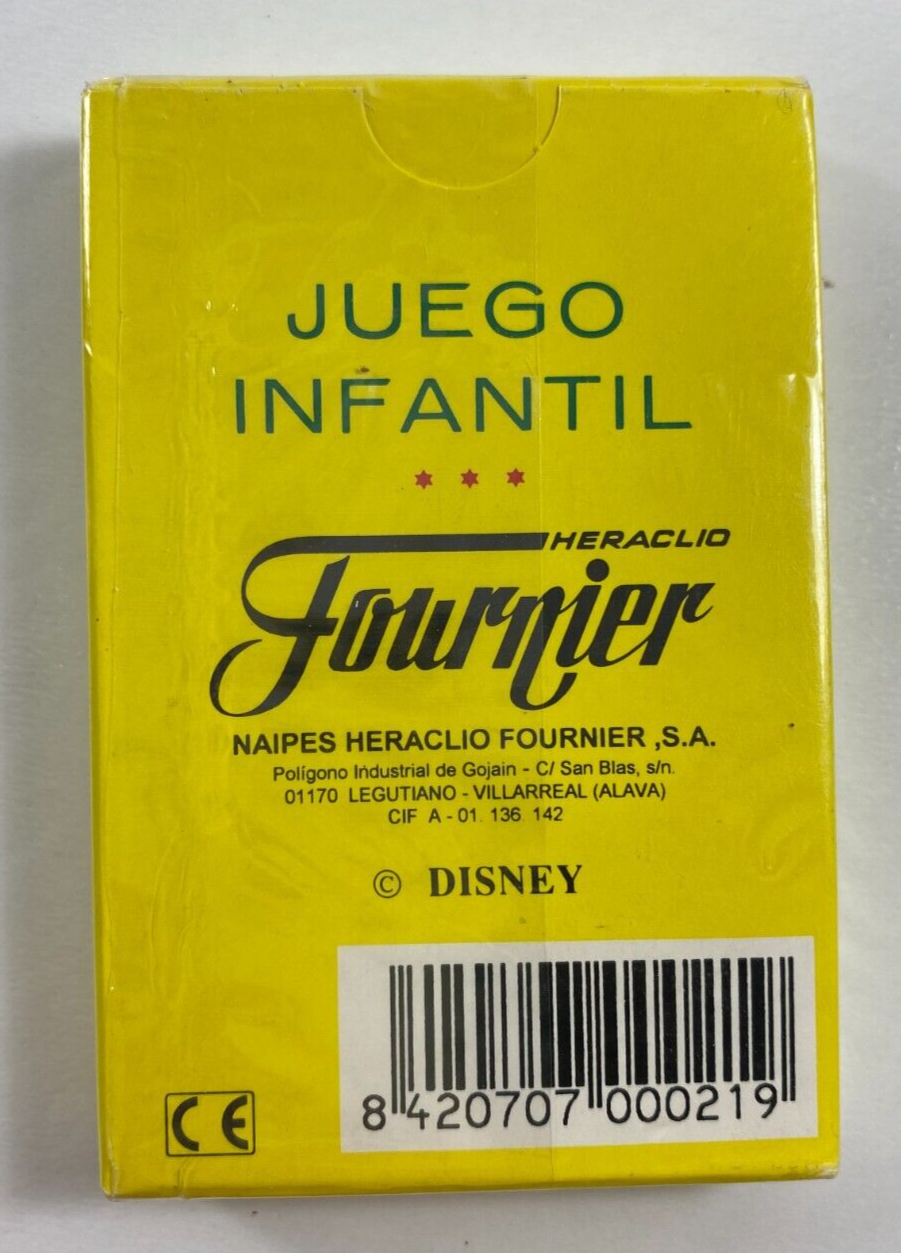 JUEGO
INFANTIL
HERACLIO
Fournier
NAIPES HERACLIO FOURNIER ,S.A.
Polígono Industrial de Gojain - C/ San Blas, s/n.
01170 LEGUTIANO - VILLARREAL (ALAVA)
CIF A - 01. 136. 142
© DISNEY
8 420707 000219
CE